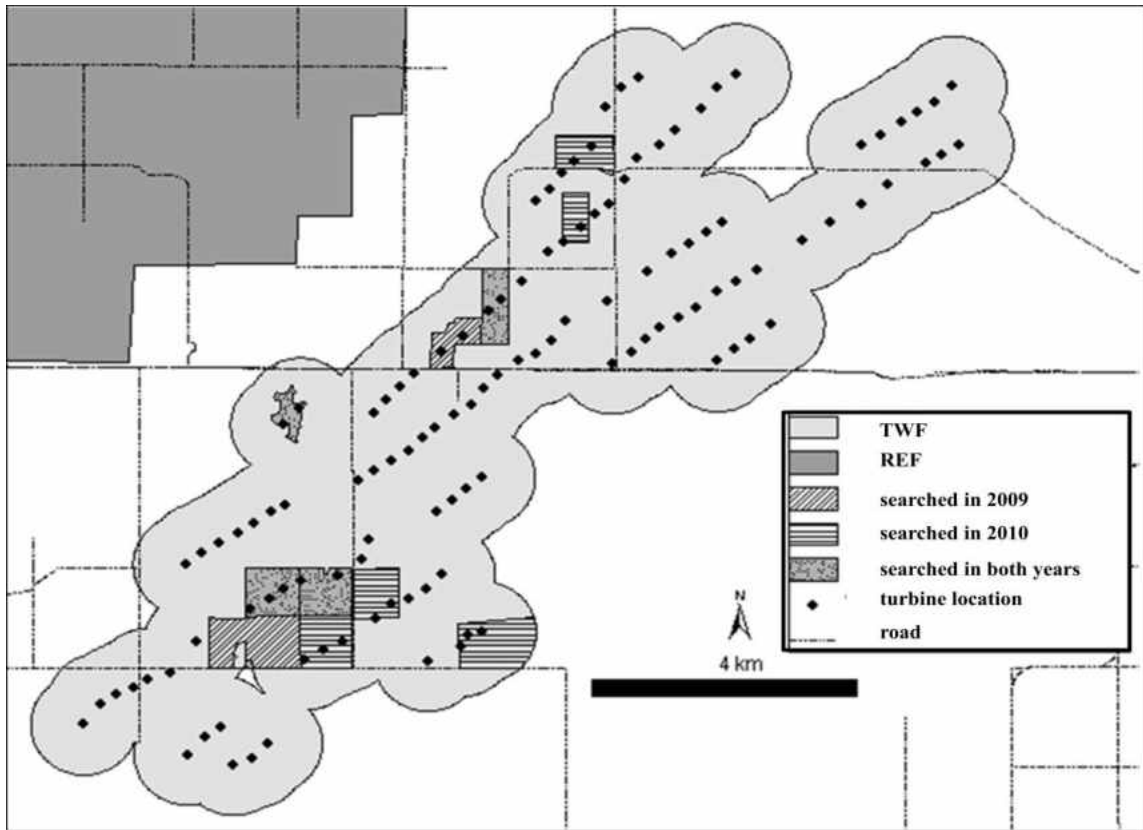 TWF
REF
searched in 2009
searched in 2010
searched in both years
turbine location
road
N
4 km